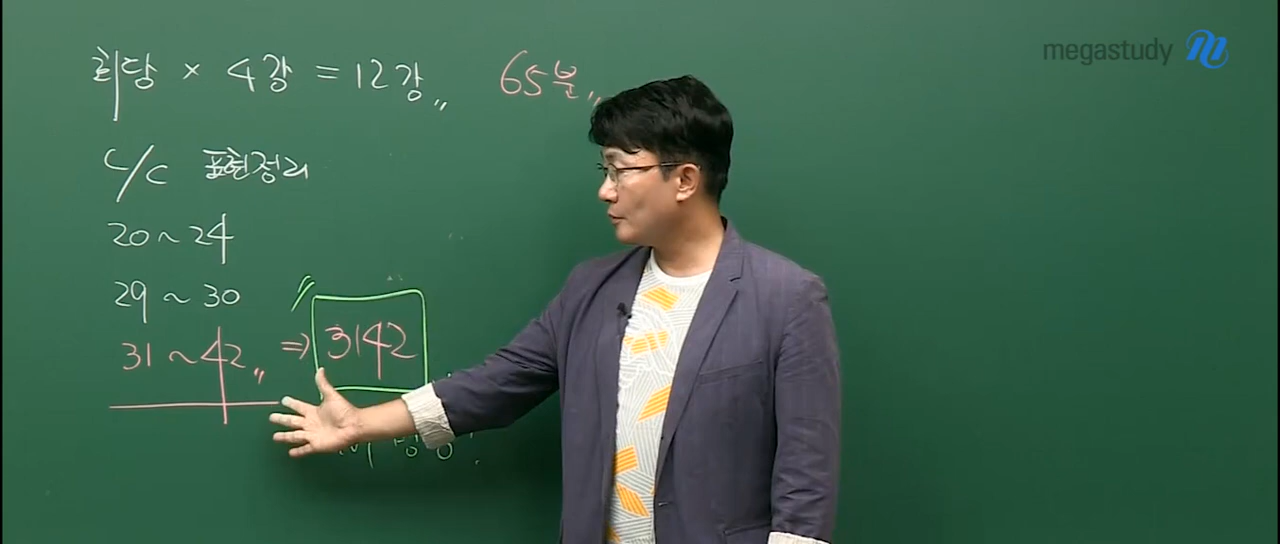 회당 × 4강 = 12강〃 65분〃
megastudy
C/C 표현정리
20 ~ 24
29 ~ 30
31 ~ 42〃 ⇒ 3142